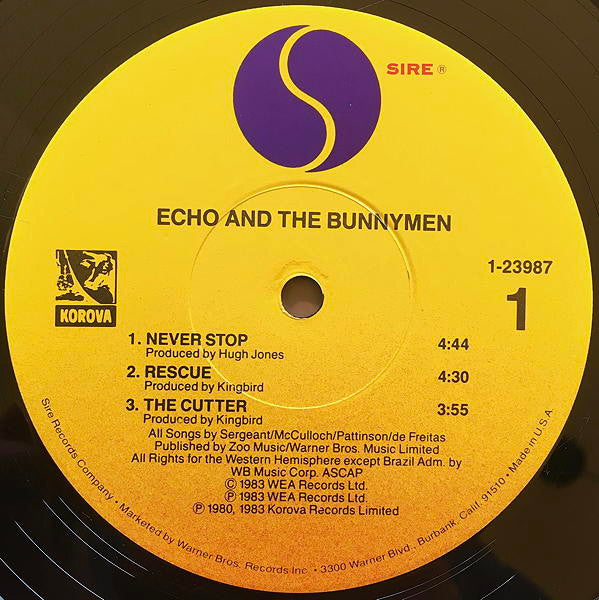 SIRE ®
ECHO AND THE BUNNYMEN
1-23987
1
KOROVA
1. NEVER STOP 4:44
Produced by Hugh Jones
2. RESCUE 4:30
Produced by Kingbird
3. THE CUTTER 3:55
Produced by Kingbird
All Songs by Sergeant/McCulloch/Pattinson/de Freitas
Published by Zoo Music/Warner Bros. Music Limited
All Rights for the Western Hemisphere except Brazil Adm. by
WB Music Corp. ASCAP
© 1983 WEA Records Ltd.
℗ 1983 WEA Records Ltd.
℗ 1980, 1983 Korova Records Limited
Sire Records Company • Marketed by Warner Bros. Records Inc. • 3300 Warner Blvd., Burbank, Calif. 91510 • Made in U.S.A.